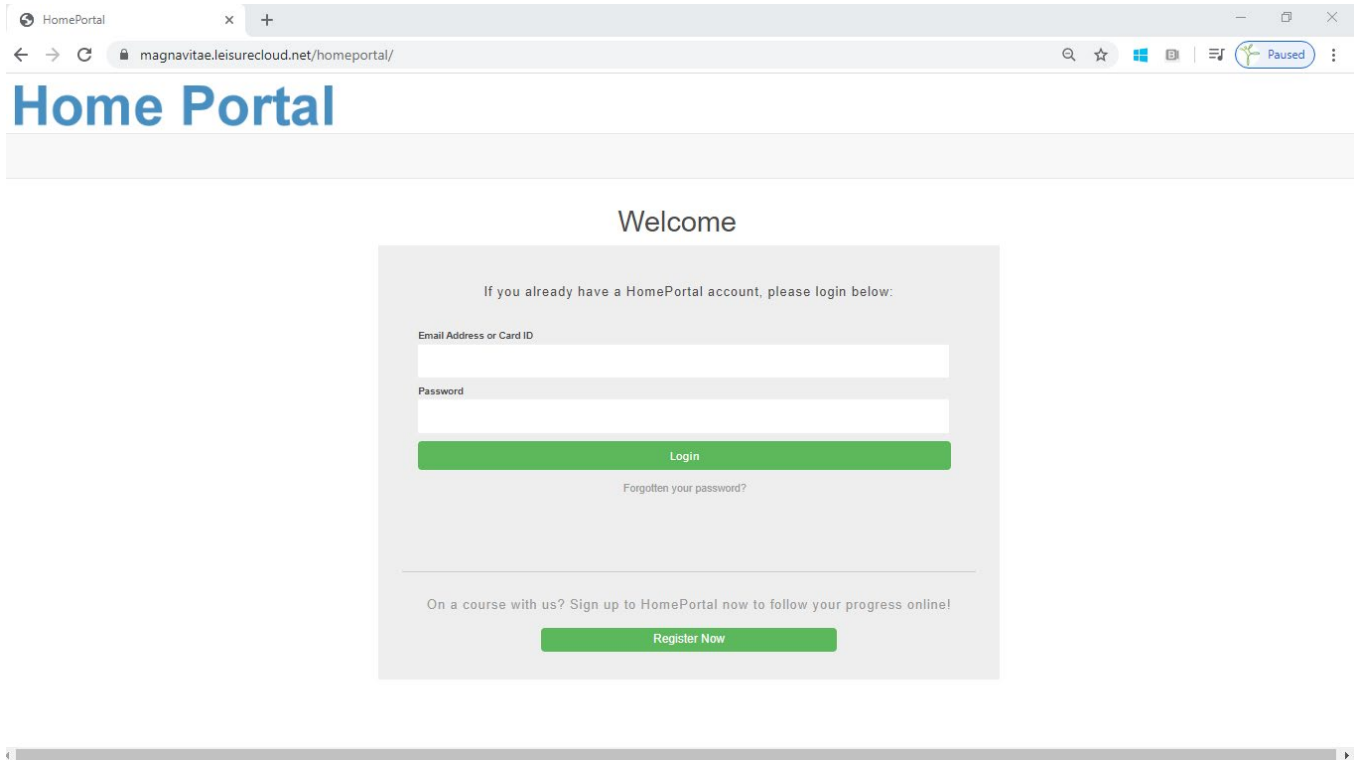 HomePortal
magnavitae.leisurecloud.net/homeportal/
Paused
Home Portal
Welcome
If you already have a HomePortal account, please login below:
Email Address or Card ID
Password
Login
Forgotten your password?
On a course with us? Sign up to HomePortal now to follow your progress online!
Register Now